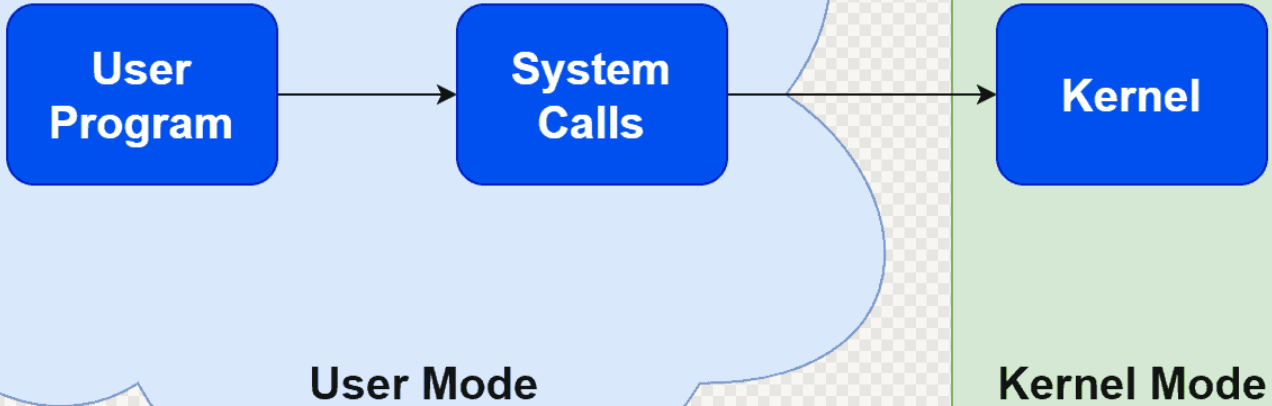 User
Program
System
Calls
Kernel
User Mode
Kernel Mode